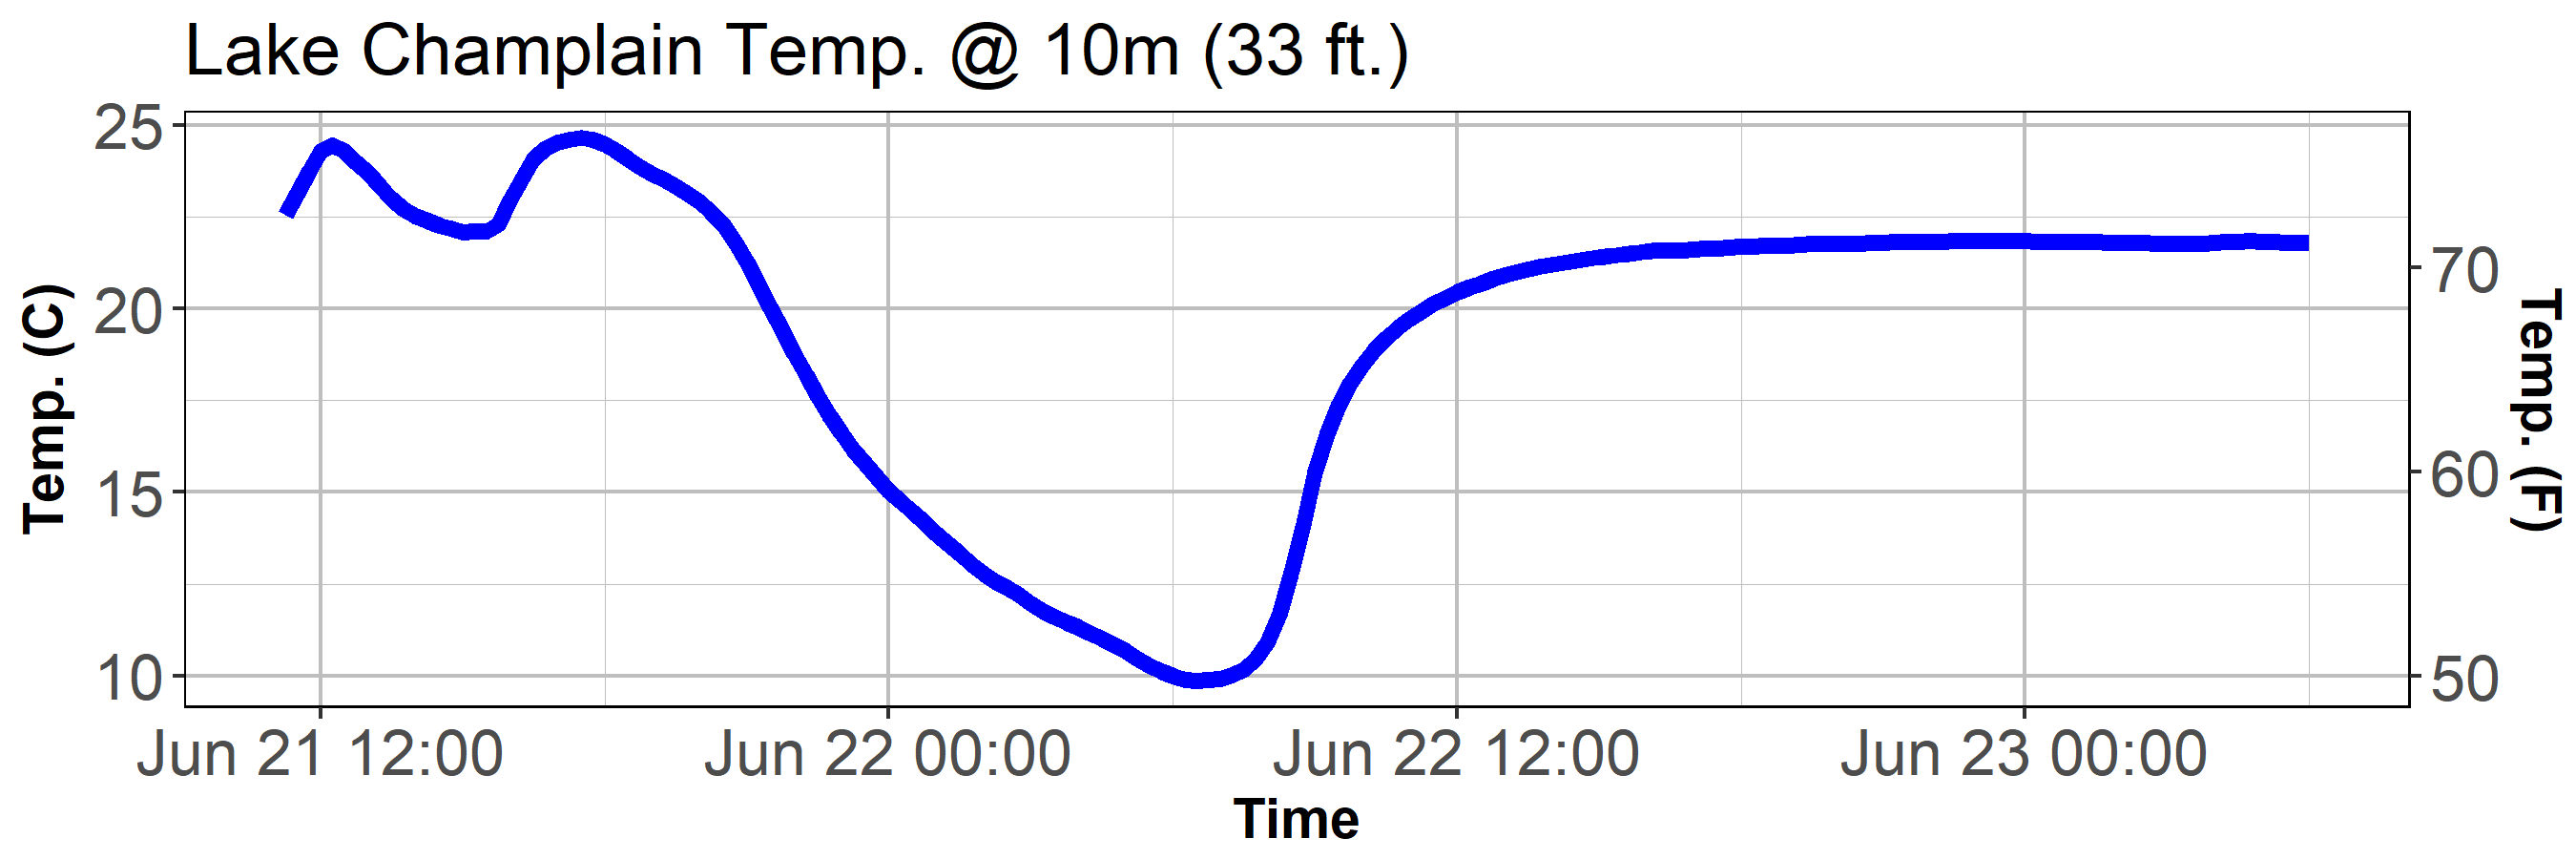 Lake Champlain Temp. @ 10m (33 ft.)
25
20
15
10
Temp. (C)
70
60
50
Temp. (F)
Jun 21 12:00
Jun 22 00:00
Jun 22 12:00
Jun 23 00:00
Time